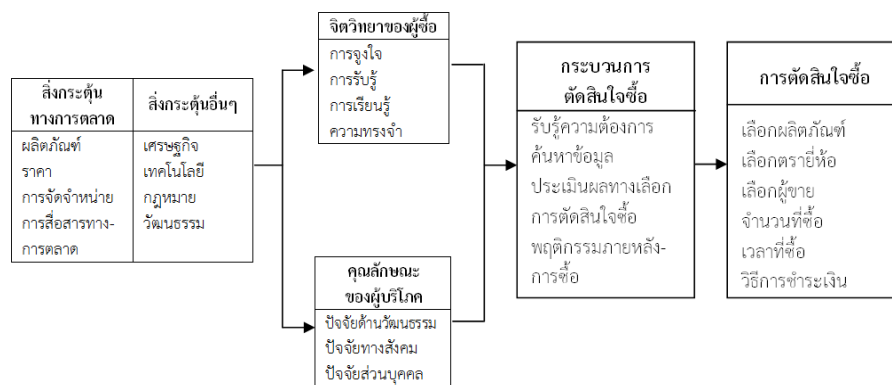 สิ่งกระตุ้น
ทางการตลาด
ผลิตภัณฑ์
ราคา
การจัดจำหน่าย
การสื่อสารทาง-
การตลาด
สิ่งกระตุ้นอื่นๆ
เศรษฐกิจ
เทคโนโลยี
กฎหมาย
วัฒนธรรม
จิตวิทยาของผู้ซื้อ
การจูงใจ
การรับรู้
การเรียนรู้
ความทรงจำ
คุณลักษณะ
ของผู้บริโภค
ปัจจัยด้านวัฒนธรรม
ปัจจัยทางสังคม
ปัจจัยส่วนบุคคล
กระบวนการ
ตัดสินใจซื้อ
รับรู้ความต้องการ
ค้นหาข้อมูล
ประเมินผลทางเลือก
การตัดสินใจซื้อ
พฤติกรรมภายหลัง-
การซื้อ
การตัดสินใจซื้อ
เลือกผลิตภัณฑ์
เลือกตรายี่ห้อ
เลือกผู้ขาย
จำนวนที่ซื้อ
เวลาที่ซื้อ
วิธีการชำระเงิน